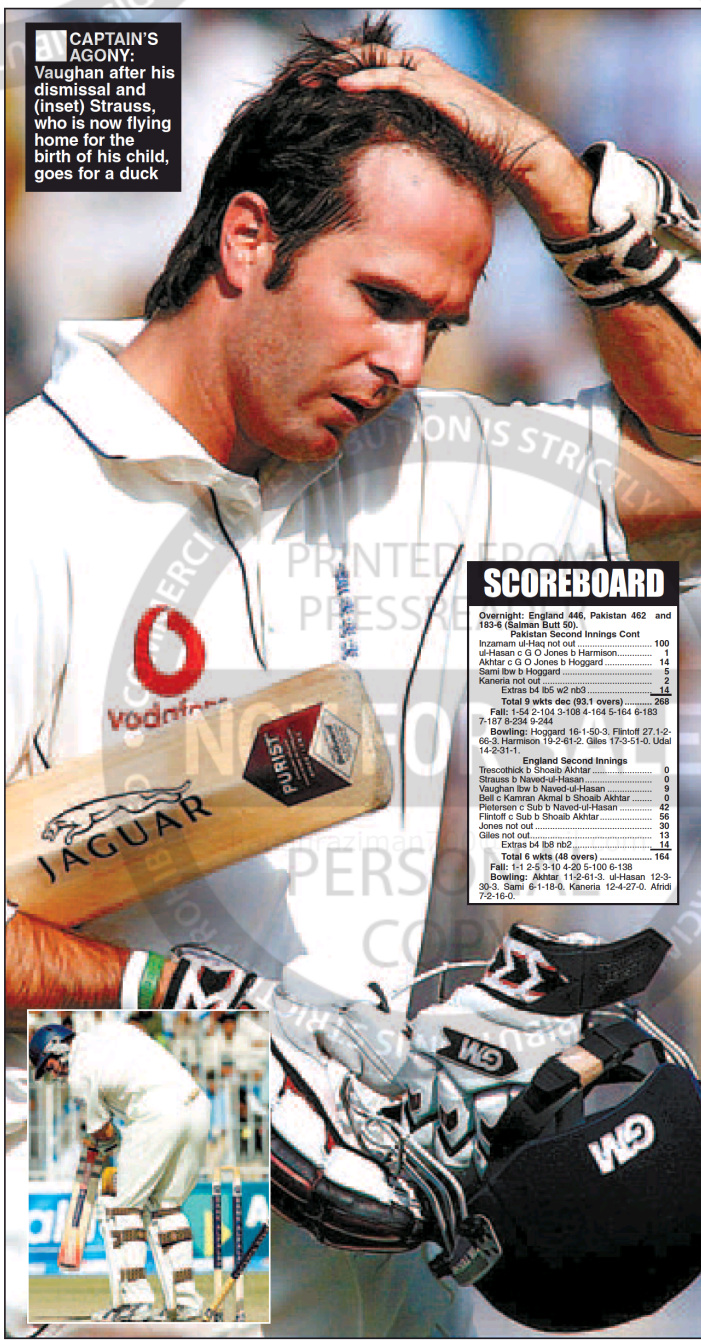 CAPTAIN'S
AGONY:
Vaughan after his
dismissal and
(inset) Strauss,
who is now flying
home for the
birth of his child,
goes for a duck
BUTION IS STRICTLY
MERCI
PRINTED FROM
PRESSREADER
SCOREBOARD
Overnight: England 446, Pakistan 462 and
183-6 (Salman Butt 50).
Pakistan Second Innings Cont
Inzamam ul-Haq not out ........................... 100
ul-Hasan c G O Jones b Harmison............. 1
Akhtar c G O Jones b Hoggard .................. 14
Sami lbw b Hoggard .................................. 5
Kaneria not out .......................................... 2
Extras b4 lb5 w2 nb3 ................... 14
Total 9 wkts dec (93.1 overs) ........... 268
Fall: 1-54 2-104 3-108 4-164 5-164 6-183
7-187 8-234 9-244
Bowling: Hoggard 16-1-50-3. Flintoff 27.1-2-
66-3. Harmison 19-2-61-2. Giles 17-3-51-0. Udal
14-2-31-1.
England Second Innings
Trescothick b Shoaib Akhtar ..................... 0
Strauss b Naved-ul-Hasan ........................ 0
Vaughan lbw b Naved-ul-Hasan ................ 9
Bell c Kamran Akmal b Shoaib Akhtar ....... 0
Pietersen c Sub b Naved-ul-Hasan ............ 42
Flintoff c Sub b Shoaib Akhtar................... 56
Jones not out ............................................ 30
Giles not out.............................................. 13
Extras b4 lb8 nb2......................... 14
Total 6 wkts (48 overs) .................... 164
Fall: 1-1 2-5 3-10 4-20 5-100 6-138
Bowling: Akhtar 11-2-61-3. ul-Hasan 12-3-
30-3. Sami 6-1-18-0. Kaneria 12-4-27-0. Afridi
7-2-16-0.
vodafone
PURIST
JAGUAR
NOT FOR
PERSONAL
COPY
GM
GM